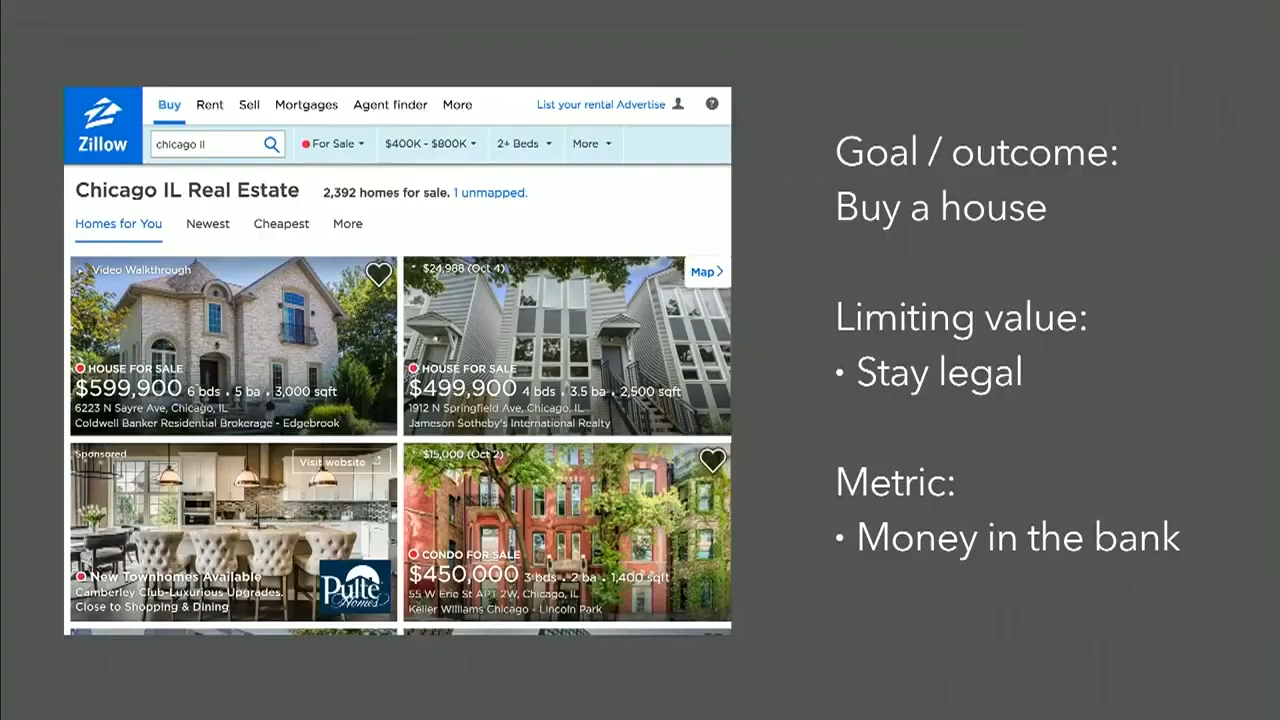 Zillow
Buy Rent Sell Mortgages Agent finder More
List your rental Advertise
?
chicago il
For Sale
$400K - $800K
2+ Beds
More
Chicago IL Real Estate
2,392 homes for sale. 1 unmapped.
Homes for You Newest Cheapest More
Video Walkthrough
HOUSE FOR SALE
$599,900 6 bds . 5 ba . 3,000 sqft
6223 N Sayre Ave, Chicago, IL
Coldwell Banker Residential Brokerage - Edgebrook
$24,988 (Oct 4)
Map
HOUSE FOR SALE
$499,900 4 bds . 3.5 ba . 2,500 sqft
1912 N Springfield Ave, Chicago, IL
Jameson Sotheby's International Realty
Sponsored
Visit website
New Townhomes Available
Camberley Club-Luxurious Upgrades.
Close to Shopping & Dining
Pulte
Homes
$15,000 (Oct 2)
CONDO FOR SALE
$450,000 3 bds . 2 ba . 1,400 sqft
55 W Erie St APT 2W, Chicago, IL
Keller Williams Chicago - Lincoln Park
Goal / outcome:
Buy a house
Limiting value:
• Stay legal
Metric:
• Money in the bank